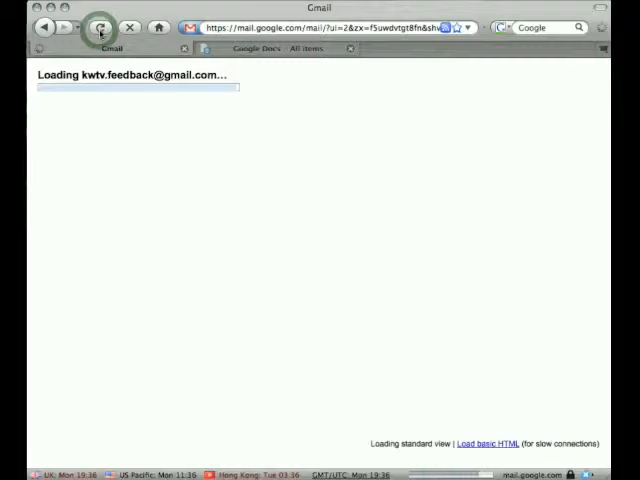 Gmail
https://mail.google.com/mail/?ui=2&zx=f5uwdvtgt8fn&shv
Google
Gmail
Google Docs - All items
Loading kwtv.feedback@gmail.com...
Loading standard view | Load basic HTML (for slow connections)
UK: Mon 19:36 US Pacific: Mon 11:36 Hong Kong: Tue 03:36 GMT/UTC: Mon 19:36 mail.google.com